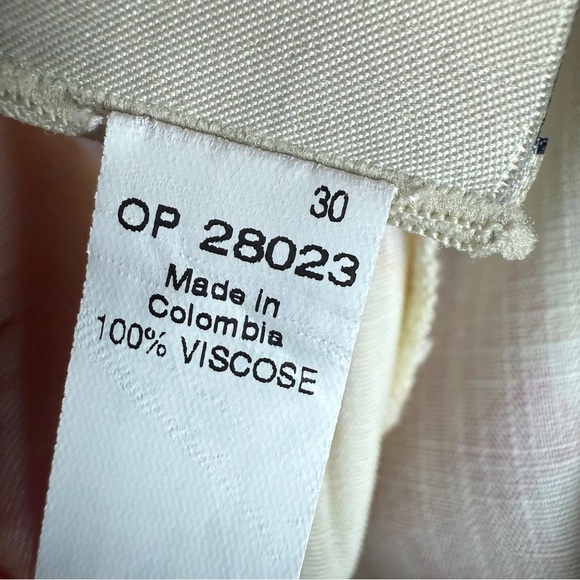 30
OP 28023
Made in
Colombia
100% VISCOSE